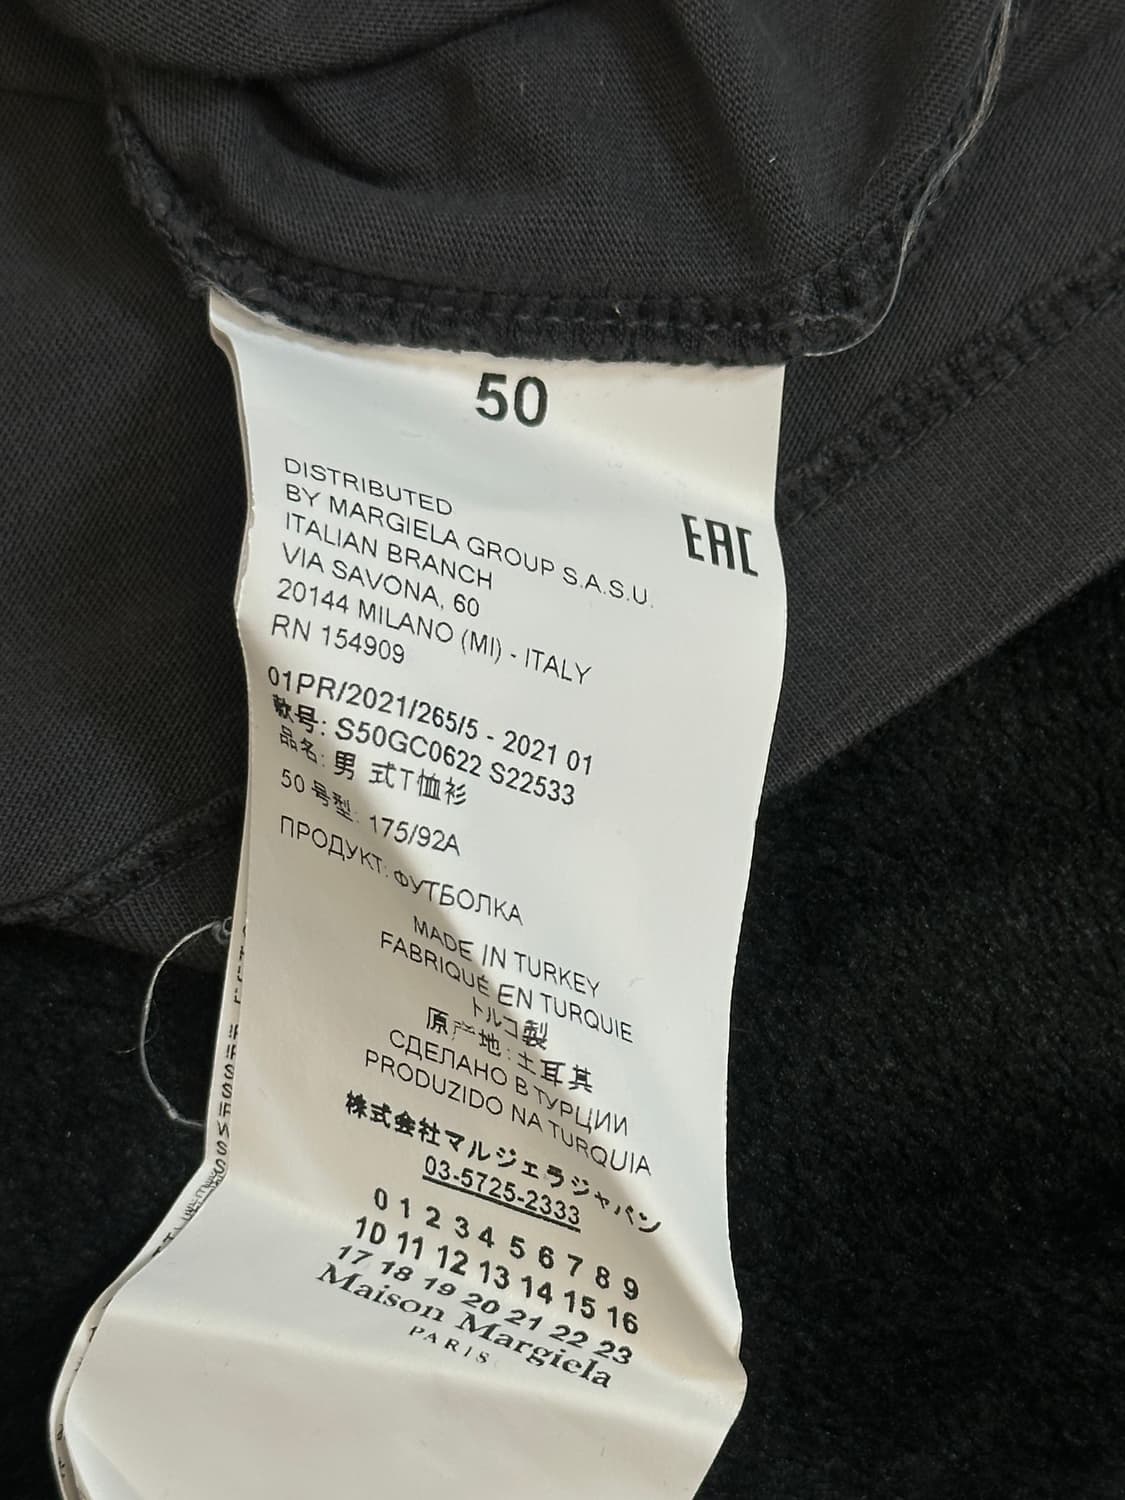 50
DISTRIBUTED
BY MARGIELA GROUP S.A.S.U.
ITALIAN BRANCH
VIA SAVONA, 60
20144 MILANO (MI) - ITALY
RN 154909
EAC
01PR/2021/265/5 - 2021 01
款号: S50GC0622 S22533
品名: 男 式T恤衫
50 号型: 175/92A
ПРОДУКТ: ФУТБОЛКА
MADE IN TURKEY
FABRIQUÉ EN TURQUIE
トルコ製
原产地: 土耳其
СДЕЛАНО В ТУРЦИИ
PRODUZIDO NA TURQUIA
株式会社マルジェラジャパン
03-5725-2333
0 1 2 3 4 5 6 7 8 9
10 11 12 13 14 15 16
17 18 19 20 21 22 23
Maison Margiela
PARIS